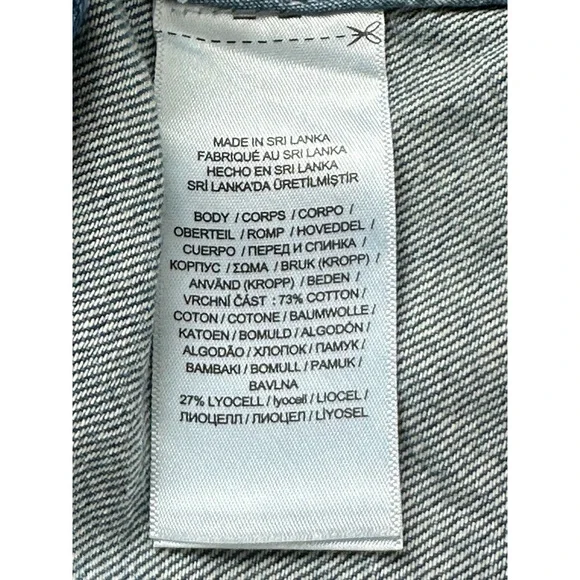 MADE IN SRI LANKA
FABRIQUÉ AU SRI LANKA
HECHO EN SRI LANKA
SRİ LANKA'DA ÜRETİLMİŞTİR
BODY / CORPS / CORPO /
OBERTEIL / ROMP / HOVEDDEL /
CUERPO / ПЕРЕД И СПИНКА /
КОРПУС / ΣΩΜΑ / BRUK (KROPP) /
ANVÄND (KROPP) / BEDEN /
VRCHNÍ ČÁST : 73% COTTON /
COTON / COTONE / BAUMWOLLE /
KATOEN / BOMULD / ALGODÓN /
ALGODÃO / ХЛОПОК / ПАМУК /
BAMBAKI / BOMULL / PAMUK /
BAVLNA
27% LYOCELL / lyocell / LIOCEL /
ЛИОЦЕЛЛ / ЛИОЦЕЛ / LİYOSEL